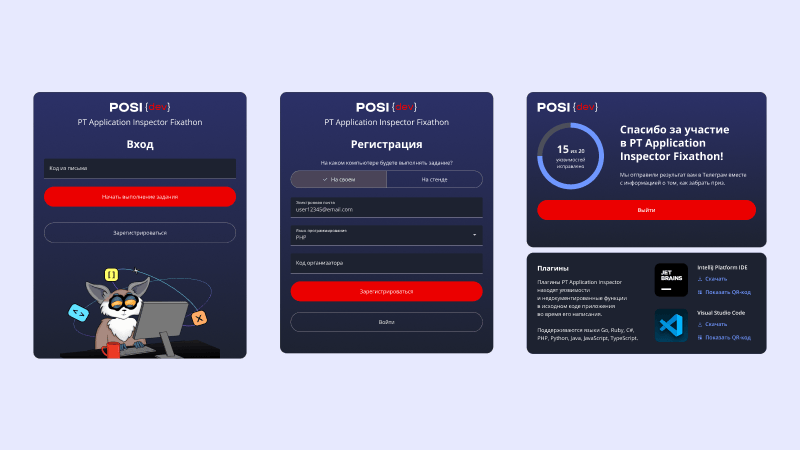 POSI {dev}
PT Application Inspector Fixathon
Вход
Код из письма
Начать выполнение задания
Зарегистрироваться
{ }
</>
X
POSI {dev}
PT Application Inspector Fixathon
Регистрация
На каком компьютере будете выполнять задание?
На своем
На стенде
Электронная почта
user12345@email.com
Язык программирования
PHP
Код организатора
Зарегистрироваться
Войти
POSI {dev}
15 из 20
уязвимостей
исправлено
Спасибо за участие
в PT Application
Inspector Fixathon!
Мы отправили результат вам в Телеграм вместе
с информацией о том, как забрать приз.
Выйти
Плагины
Плагины PT Application Inspector
находят уязвимости
и недокументированные функции
в исходном коде приложения
во время его написания.
Поддерживаются языки Go, Ruby, C#,
PHP, Python, Java, JavaScript, TypeScript.
JET
BRAINS
Intellij Platform IDE
Скачать
Показать QR-код
Visual Studio Code
Скачать
Показать QR-код